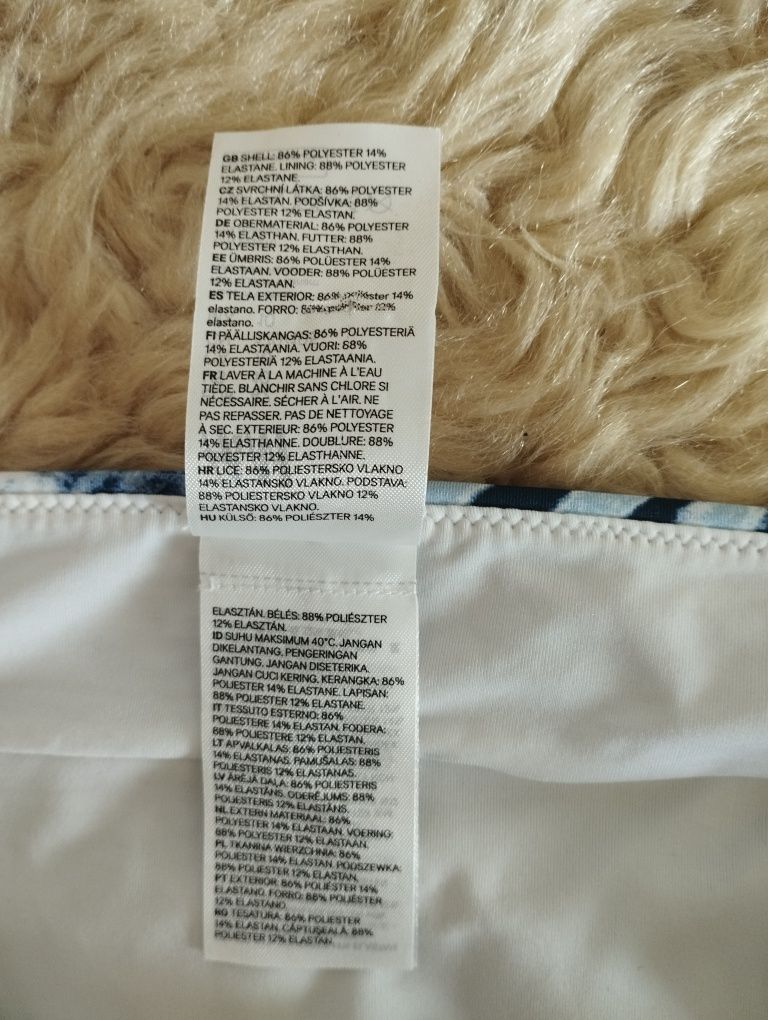 GB SHELL: 86% POLYESTER 14%
ELASTANE. LINING: 88% POLYESTER
12% ELASTANE.
CZ SVRCHNÍ LÁTKA: 86% POLYESTER
14% ELASTAN. PODŠÍVKA: 88%
POLYESTER 12% ELASTAN.
DE OBERMATERIAL: 86% POLYESTER
14% ELASTHAN. FUTTER: 88%
POLYESTER 12% ELASTHAN.
EE ÜMBRIS: 86% POLÜESTER 14%
ELASTAAN. VOODER: 88% POLÜESTER
12% ELASTAAN.
ES TELA EXTERIOR: 86% 14%
elastano. FORRO: 12%
elastano.
FI PÄÄLLISKANGAS: 86% POLYESTERIÄ
14% ELASTAANIA. VUORI: 88%
POLYESTERIÄ 12% ELASTAANIA.
FR LAVER À LA MACHINE À L'EAU
TIÈDE. BLANCHIR SANS CHLORE SI
NÉCESSAIRE. SÉCHER À L'AIR. NE
PAS REPASSER. PAS DE NETTOYAGE
À SEC. EXTERIEUR: 86% POLYESTER
14% ELASTHANNE. DOUBLURE: 88%
POLYESTER 12% ELASTHANNE.
HR LICE: 86% POLIESTERSKO VLAKNO
14% ELASTANSKO VLAKNO. PODSTAVA:
88% POLIESTERSKO VLAKNO 12%
ELASTANSKO VLAKNO.
HU KÜLSŐ: 86% POLIÉSZTER 14%
ELASZTÁN. BÉLÉS: 88% POLIÉSZTER
12% ELASZTÁN.
ID SUHU MAKSIMUM 40°C. JANGAN
DIKELANTANG. PENGERINGAN
GANTUNG. JANGAN DISETERIKA.
JANGAN CUCI KERING. KERANGKA: 86%
POLIESTER 14% ELASTANE. LAPISAN:
88% POLIESTER 12% ELASTANE.
IT TESSUTO ESTERNO: 86%
POLIESTERE 14% ELASTAN. FODERA:
88% POLIESTERE 12% ELASTAN.
LT APVALKALAS: 86% POLIESTERIS
14% ELASTANAS. PAMUŠALAS: 88%
POLIESTERIS 12% ELASTANAS.
LV ĀRĒJĀ DAĻA: 86% POLIESTERIS
14% ELASTĀNS. ODERĒJUMS: 88%
POLIESTERIS 12% ELASTĀNS.
NL EXTERN MATERIAAL: 86%
POLYESTER 14% ELASTAAN. VOERING:
88% POLYESTER 12% ELASTAAN.
PL TKANINA WIERZCHNIA: 86%
POLIESTER 14% ELASTAN. PODSZEWKA:
88% POLIESTER 12% ELASTAN.
PT EXTERIOR: 86% POLIESTER 14%
ELASTANO. FORRO: 88% POLIESTER
12% ELASTANO.
RO TESATURA: 86% POLIESTER
14% ELASTAN. CĂPTUŞEALĂ: 88%
POLIESTER 12% ELASTAN.